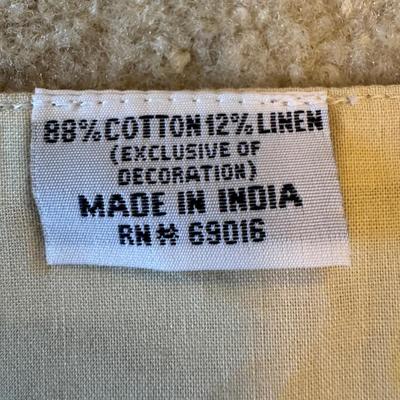 88% COTTON 12% LINEN
(EXCLUSIVE OF
DECORATION)
MADE IN INDIA
RN # 69016